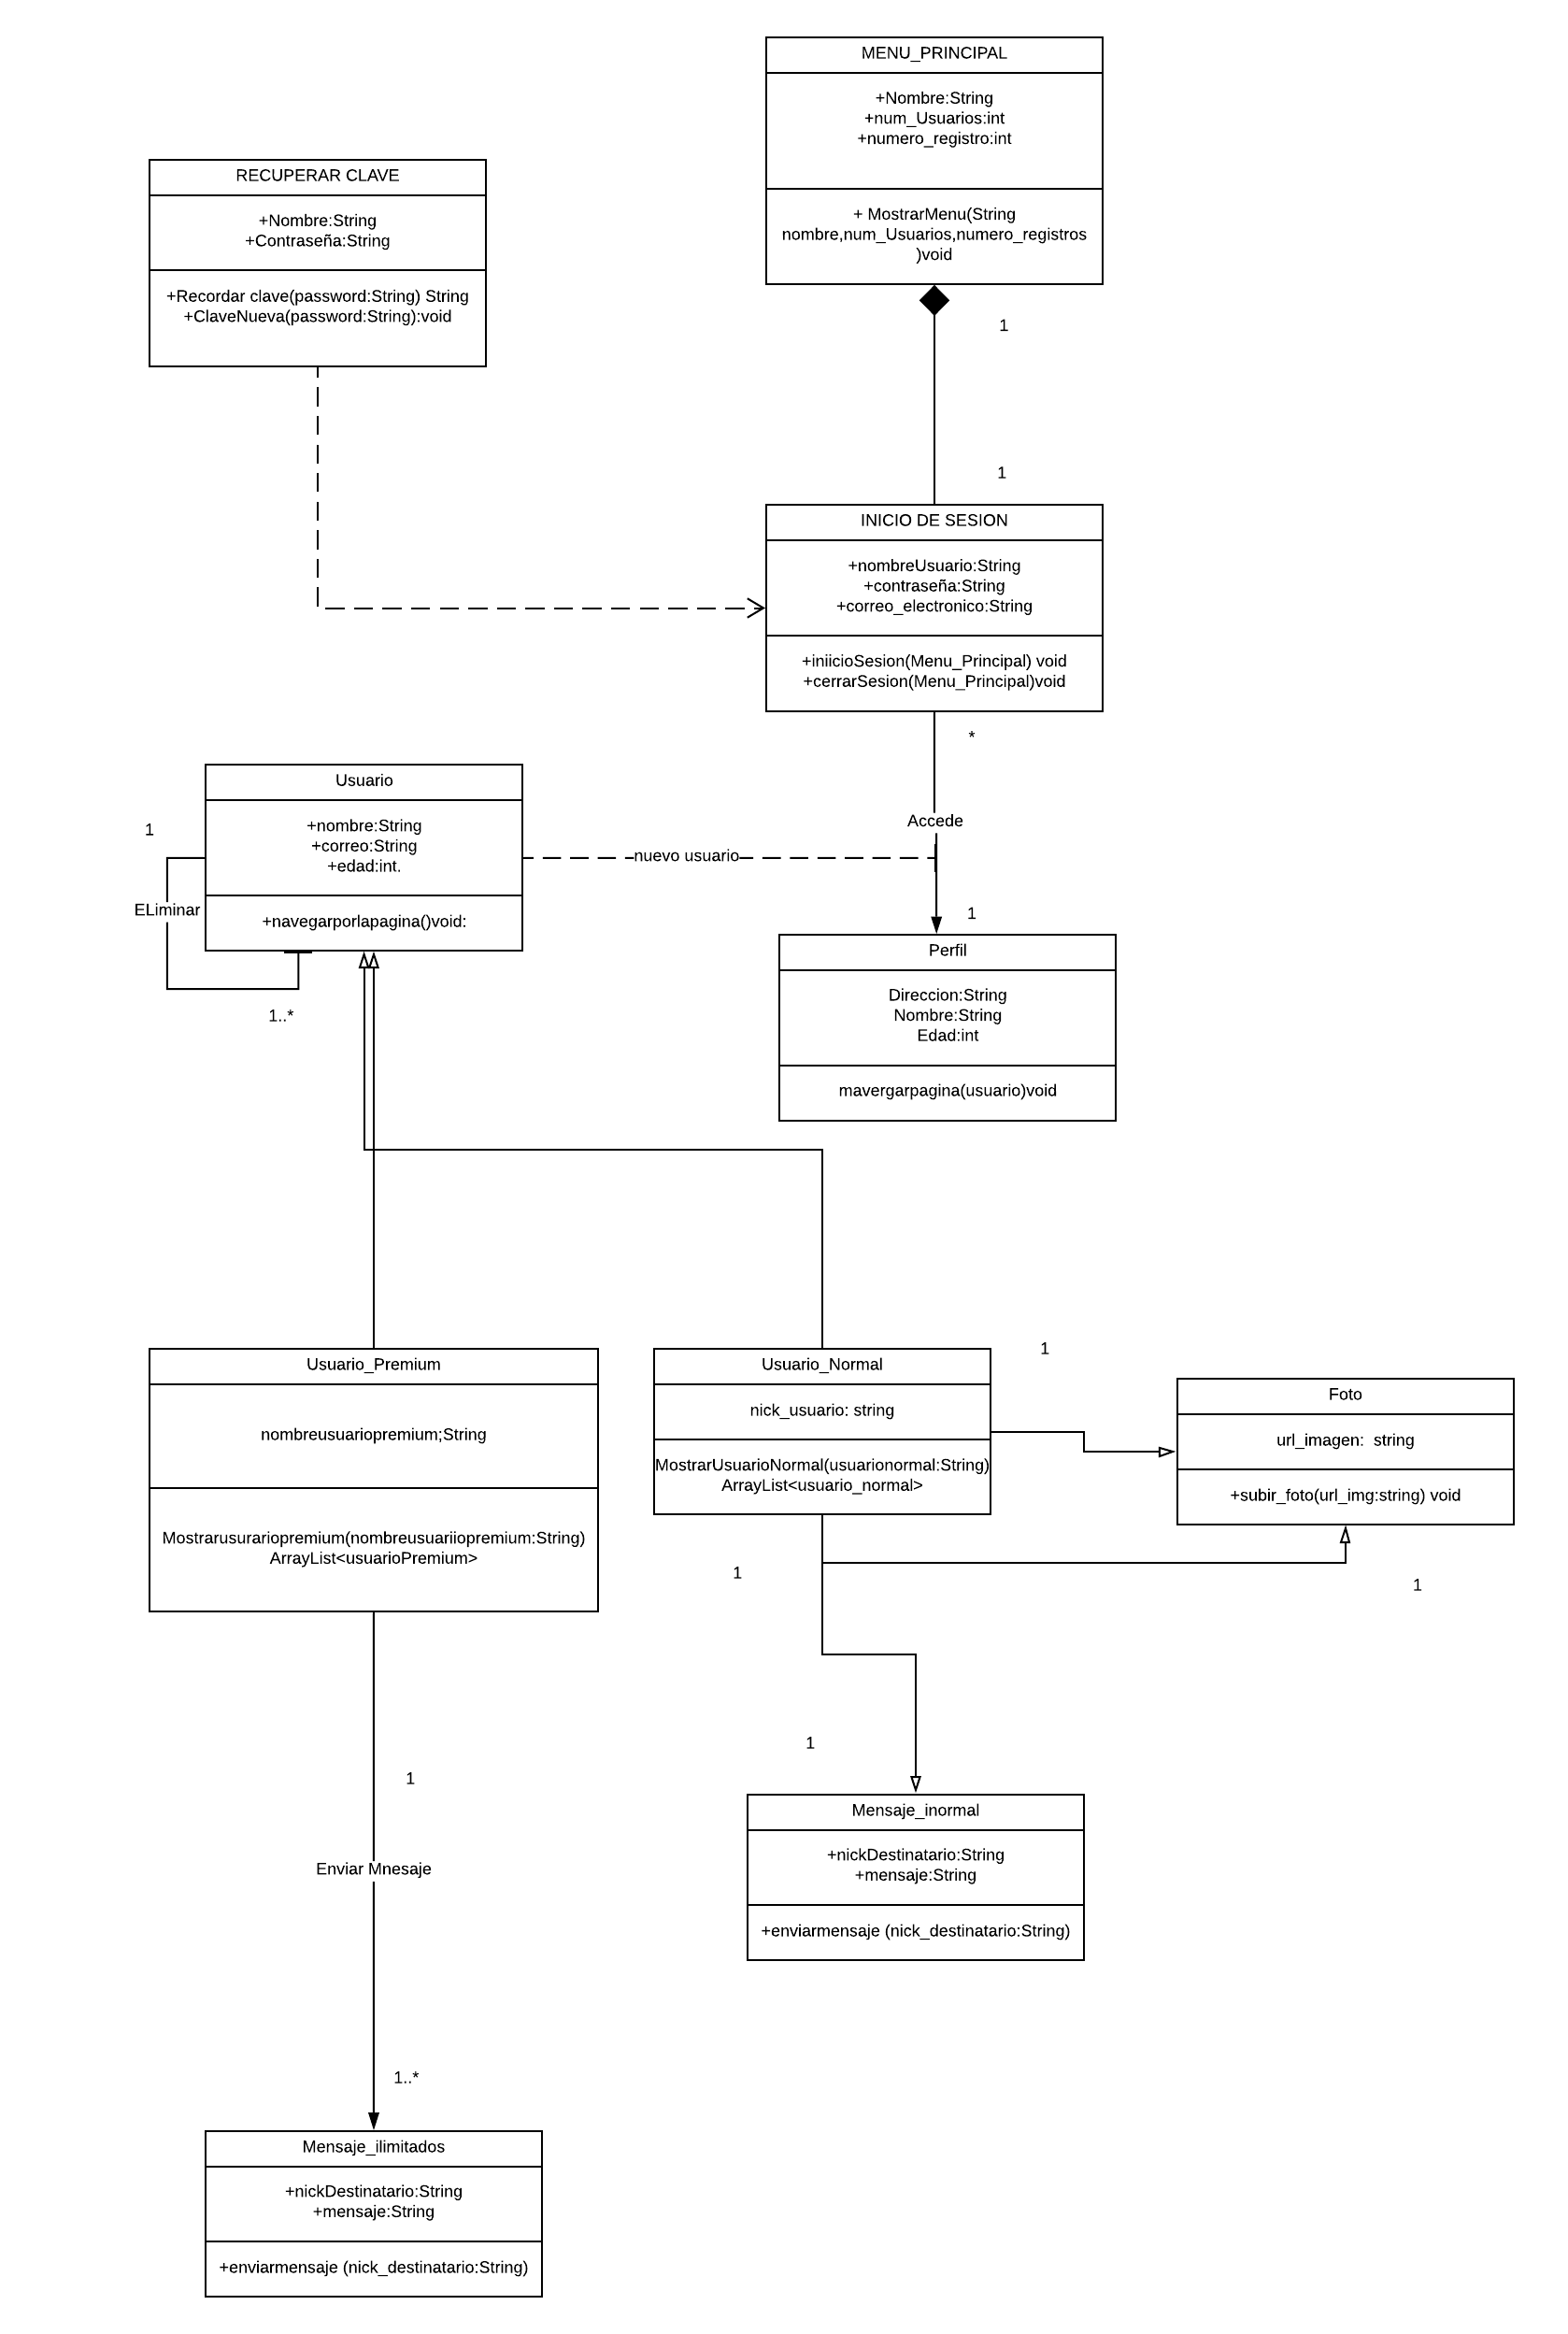 MENU_PRINCIPAL
+Nombre:String
+num_Usuarios:int
+numero_registro:int
+ MostrarMenu(String
nombre,num_Usuarios,numero_registros
)void
RECUPERAR CLAVE
+Nombre:String
+Contraseña:String
+Recordar clave(password:String) String
+ClaveNueva(password:String):void
1
1
INICIO DE SESION
+nombreUsuario:String
+contraseña:String
+correo_electronico:String
+iniicioSesion(Menu_Principal) void
+cerrarSesion(Menu_Principal)void
*
Accede
nuevo usuario
1
Usuario
+nombre:String
+correo:String
+edad:int.
+navegarporlapagina()void:
1
ELiminar
1..*
Perfil
Direccion:String
Nombre:String
Edad:int
mavergarpagina(usuario)void
Usuario_Premium
nombreusuariopremium;String
Mostrarusurariopremium(nombreusuariiopremium:String)
ArrayList<usuarioPremium>
Usuario_Normal
nick_usuario: string
MostrarUsuarioNormal(usuarionormal:String)
ArrayList<usuario_normal>
1
Foto
url_imagen:  string
+subir_foto(url_img:string) void
1
1
1
Mensaje_inormal
+nickDestinatario:String
+mensaje:String
+enviarmensaje (nick_destinatario:String)
1
Enviar Mnesaje
1..*
Mensaje_ilimitados
+nickDestinatario:String
+mensaje:String
+enviarmensaje (nick_destinatario:String)